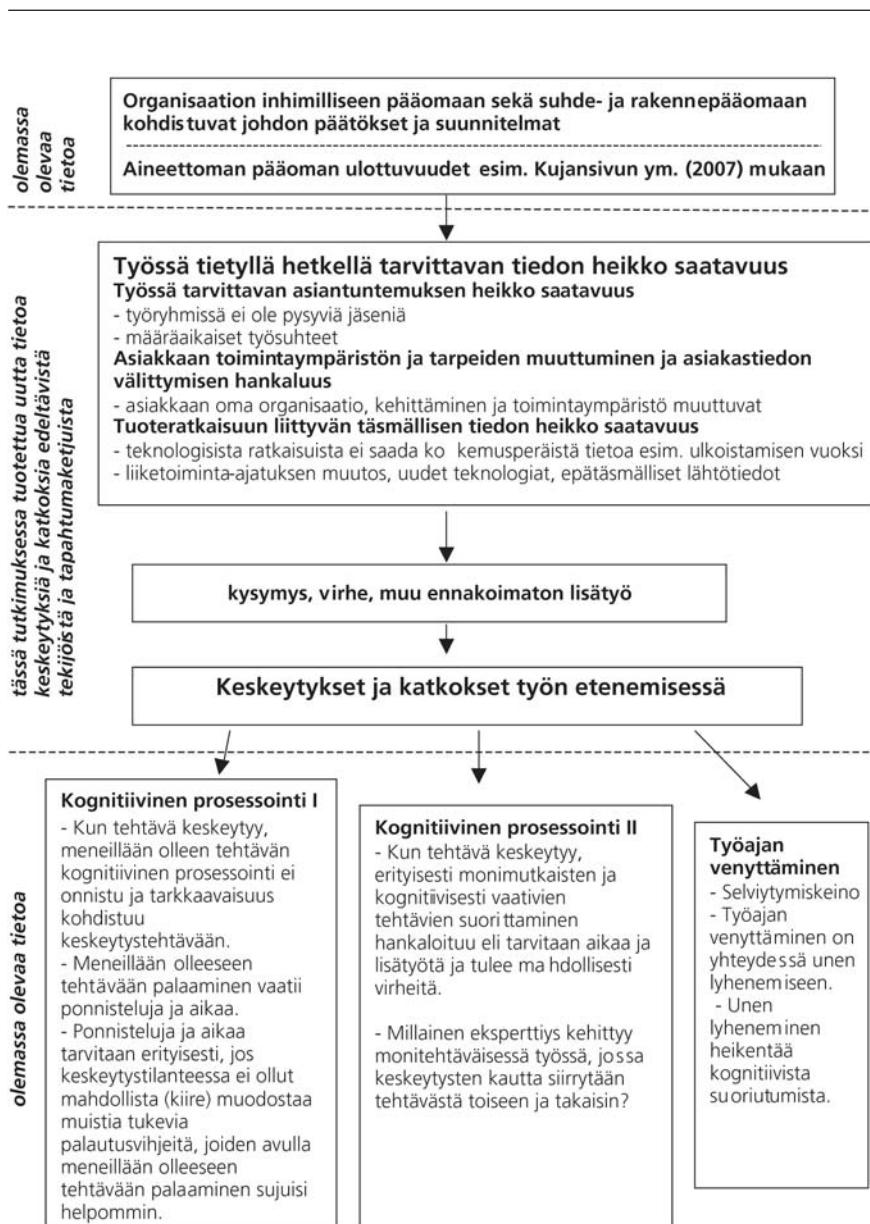 olemassa
olevaa
tietoa
Organisaation inhimilliseen pääomaan sekä suhde- ja rakennepääomaan
kohdistuvat johdon päätökset ja suunnitelmat
Aineettoman pääoman ulottuvuudet esim. Kujansivun ym. (2007) mukaan
tässä tutkimuksessa tuotettua uutta tietoa
keskeytyksiä ja katkoksia edeltävistä
tekijöistä ja tapahtumaketjuista
Työssä tietyllä hetkellä tarvittavan tiedon heikko saatavuus
Työssä tarvittavan asiantuntemuksen heikko saatavuus
- työryhmissä ei ole pysyviä jäseniä
- määräaikaiset työsuhteet
Asiakkaan toimintaympäristön ja tarpeiden muuttuminen ja asiakastiedon
välittymisen hankaluus
- asiakkaan oma organisaatio, kehittäminen ja toimintaympäristö muuttuvat
Tuoteratkaisuun liittyvän täsmällisen tiedon heikko saatavuus
- teknologisista ratkaisuista ei saada ko kemusperäistä tietoa esim. ulkoistamisen vuoksi
- liiketoiminta-ajatuksen muutos, uudet teknologiat, epätäsmälliset lähtötiedot
kysymys, virhe, muu ennakoimaton lisätyö
Keskeytykset ja katkokset työn etenemisessä
olemassa olevaa tietoa
Kognitiivinen prosessointi I
- Kun tehtävä keskeytyy,
meneillään olleen tehtävän
kognitiivinen prosessointi ei
onnistu ja tarkkaavaisuus
kohdistuu
keskeytystehtävään.
- Meneillään olleeseen
tehtävään palaaminen vaatii
ponnisteluja ja aikaa.
- Ponnisteluja ja aikaa
tarvitaan erityisesti, jos
keskeytystilanteessa ei ollut
mahdollista (kiire) muodostaa
muistia tukevia
palautusvihjeitä, joiden avulla
meneillään olleeseen
tehtävään palaaminen sujuisi
helpommin.
Kognitiivinen prosessointi II
- Kun tehtävä keskeytyy,
erityisesti monimutkaisten ja
kognitiivisesti vaativien
tehtävien suorittaminen
hankaloituu eli tarvitaan aikaa ja
lisätyötä ja tulee ma hdollisesti
virheitä.
- Millainen eksperttiys kehittyy
monitehtäväisessä työssä, jossa
keskeytysten kautta siirrytään
tehtävästä toiseen ja takaisin?
Työajan
venyttäminen
- Selviytymiskeino
- Työajan
venyttäminen on
yhteydessä unen
lyhenemiseen.
- Unen
lyheneminen
heikentää
kognitiivista
suoriutumista.